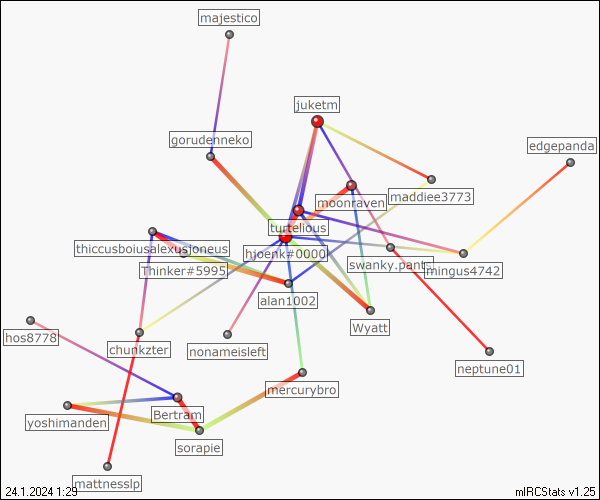 majestico
juketm
gorudenneko
edgepanda
maddiee3773
moonraven
turtelious
thiccusboiusalexusjoneus
hjoenk#0000
swanky.pants
mingus4742
Thinker#5995
alan1002
Wyatt
hos8778
chunkzter
nonameisleft
neptune01
mercurybro
Bertram
yoshimanden
sorapie
mattnesslp
24.1.2024 1:29
mIRCStats v1.25